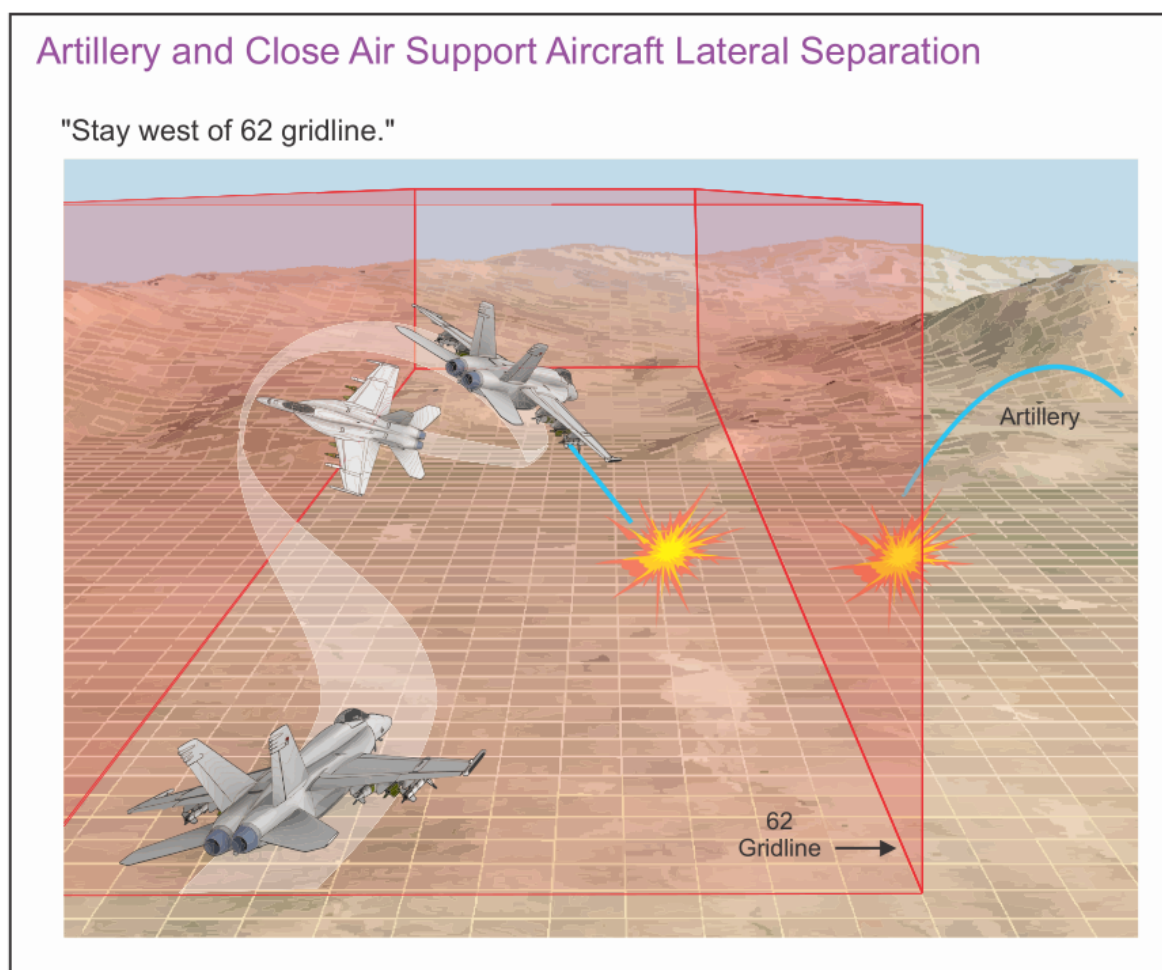 Artillery and Close Air Support Aircraft Lateral Separation
"Stay west of 62 gridline."
Artillery
62
Gridline